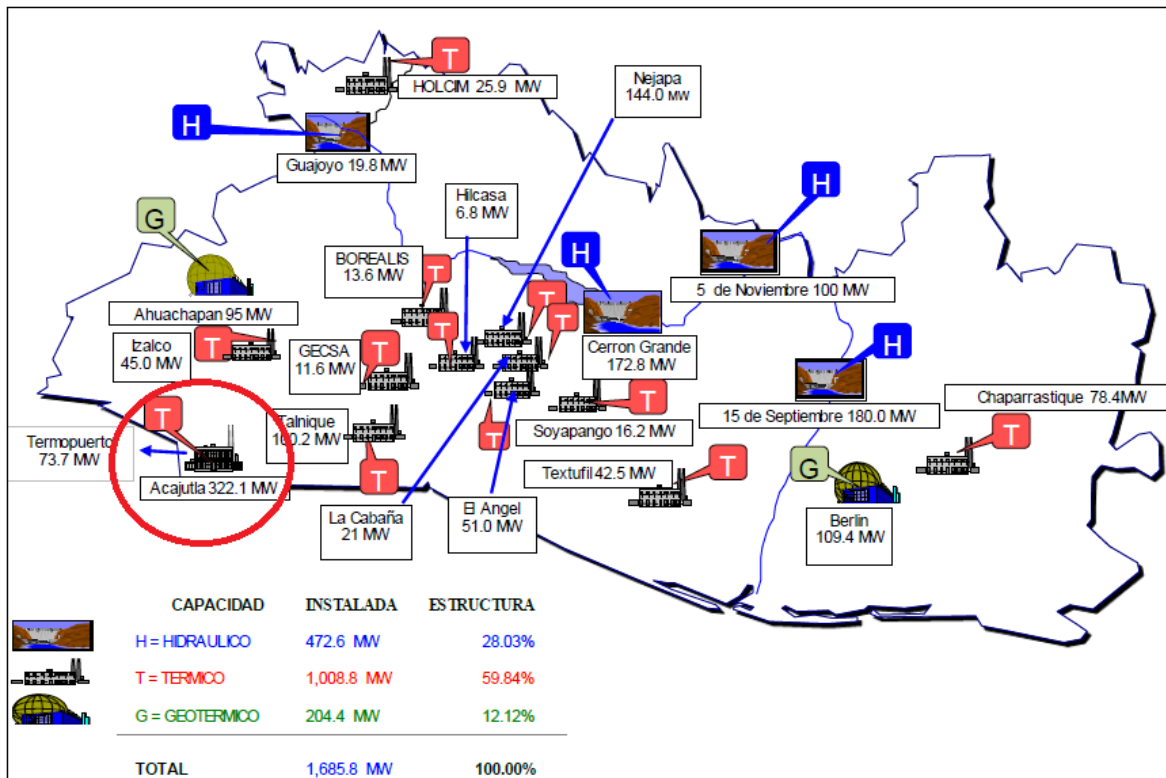 T
HOLCIM 25.9 MW
Nejapa
144.0 MW
H
Guajoyo 19.8 MW
H
Hilcasa
6.8 MW
G
BOREALIS
13.6 MW
T
H
T
T
T
5 de Noviembre 100 MW
Ahuachapan 95 MW
Izalco
45.0 MW
T
GECSA
11.6 MW
T
Cerron Grande
172.8 MW
H
T
Talnique
100.2 MW
T
Soyapango 16.2 MW
T
T
15 de Septiembre 180.0 MW
Chaparrastique 78.4MW
T
Termopuerto
73.7 MW
Acajutla 322.1 MW
T
La Cabaña
21 MW
El Angel
51.0 MW
Textufil 42.5 MW
T
G
Berlin
109.4 MW
CAPACIDAD INSTALADA ESTRUCTURA
H = HIDRAULICO 472.6 MW 28.03%
T = TERMICO 1,008.8 MW 59.84%
G = GEOTERMICO 204.4 MW 12.12%
TOTAL 1,685.8 MW 100.00%